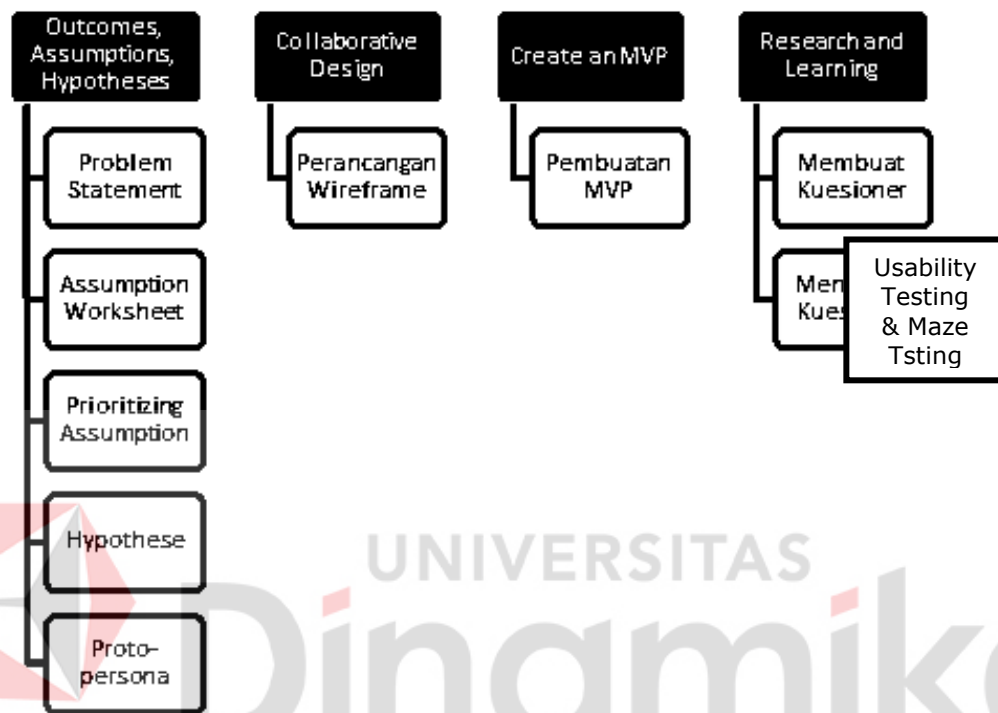 Outcomes,
Assumptions,
Hypotheses
Problem
Statement
Assumption
Worksheet
Prioritizing
Assumption
Hypothese
Proto-
persona
Collaborative
Design
Perancangan
Wireframe
Create an MVP
Pembuatan
MVP
Research and
Learning
Membuat
Kuesioner
Usability
Testing
& Maze
Tsting
UNIVERSITAS
Dinamika